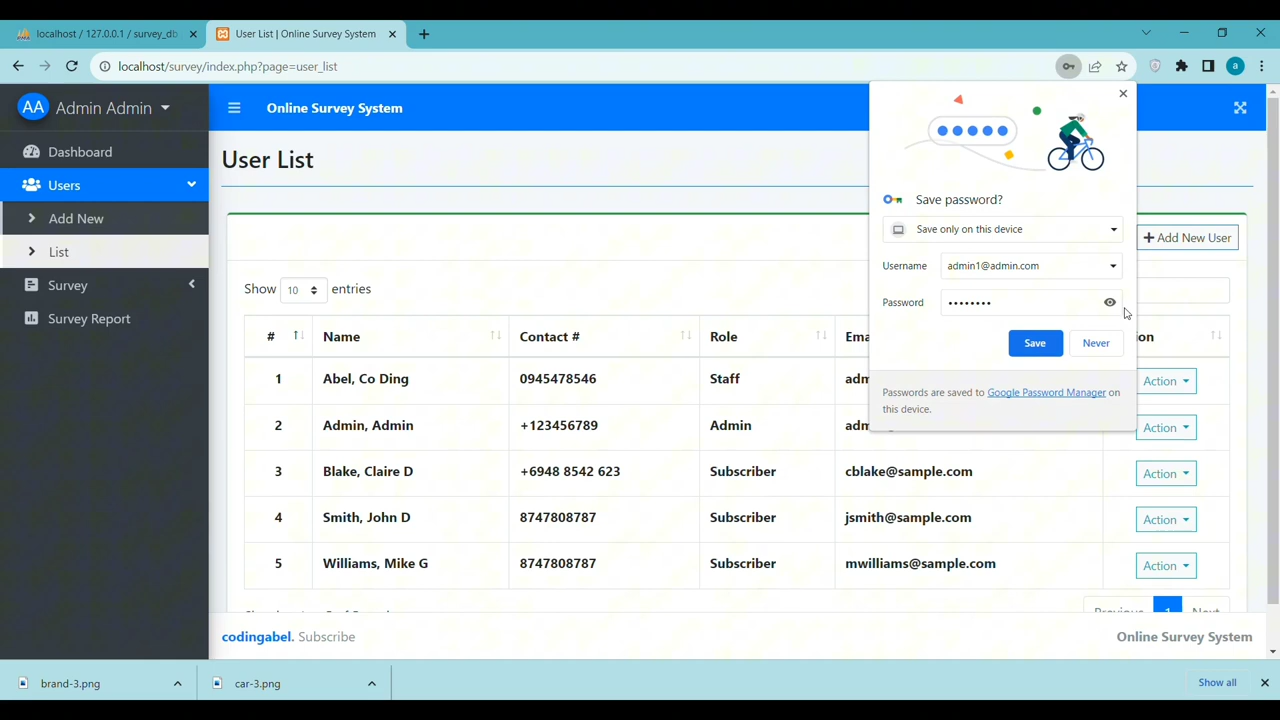 localhost / 127.0.0.1 / survey_db
User List | Online Survey System
localhost/survey/index.php?page=user_list
a
AA Admin Admin
Online Survey System
Dashboard
Users
Add New
List
Survey
Survey Report
User List
Save password?
Save only on this device
Username admin1@admin.com
Password ••••••••
Save Never
Passwords are saved to Google Password Manager on
this device.
+ Add New User
Show 10 entries
# Name Contact # Role
1 Abel, Co Ding 0945478546 Staff Action
2 Admin, Admin +123456789 Admin Action
3 Blake, Claire D +6948 8542 623 Subscriber cblake@sample.com Action
4 Smith, John D 8747808787 Subscriber jsmith@sample.com Action
5 Williams, Mike G 8747808787 Subscriber mwilliams@sample.com Action
Previous 1 Next
codingabel. Subscribe
Online Survey System
brand-3.png
car-3.png
Show all